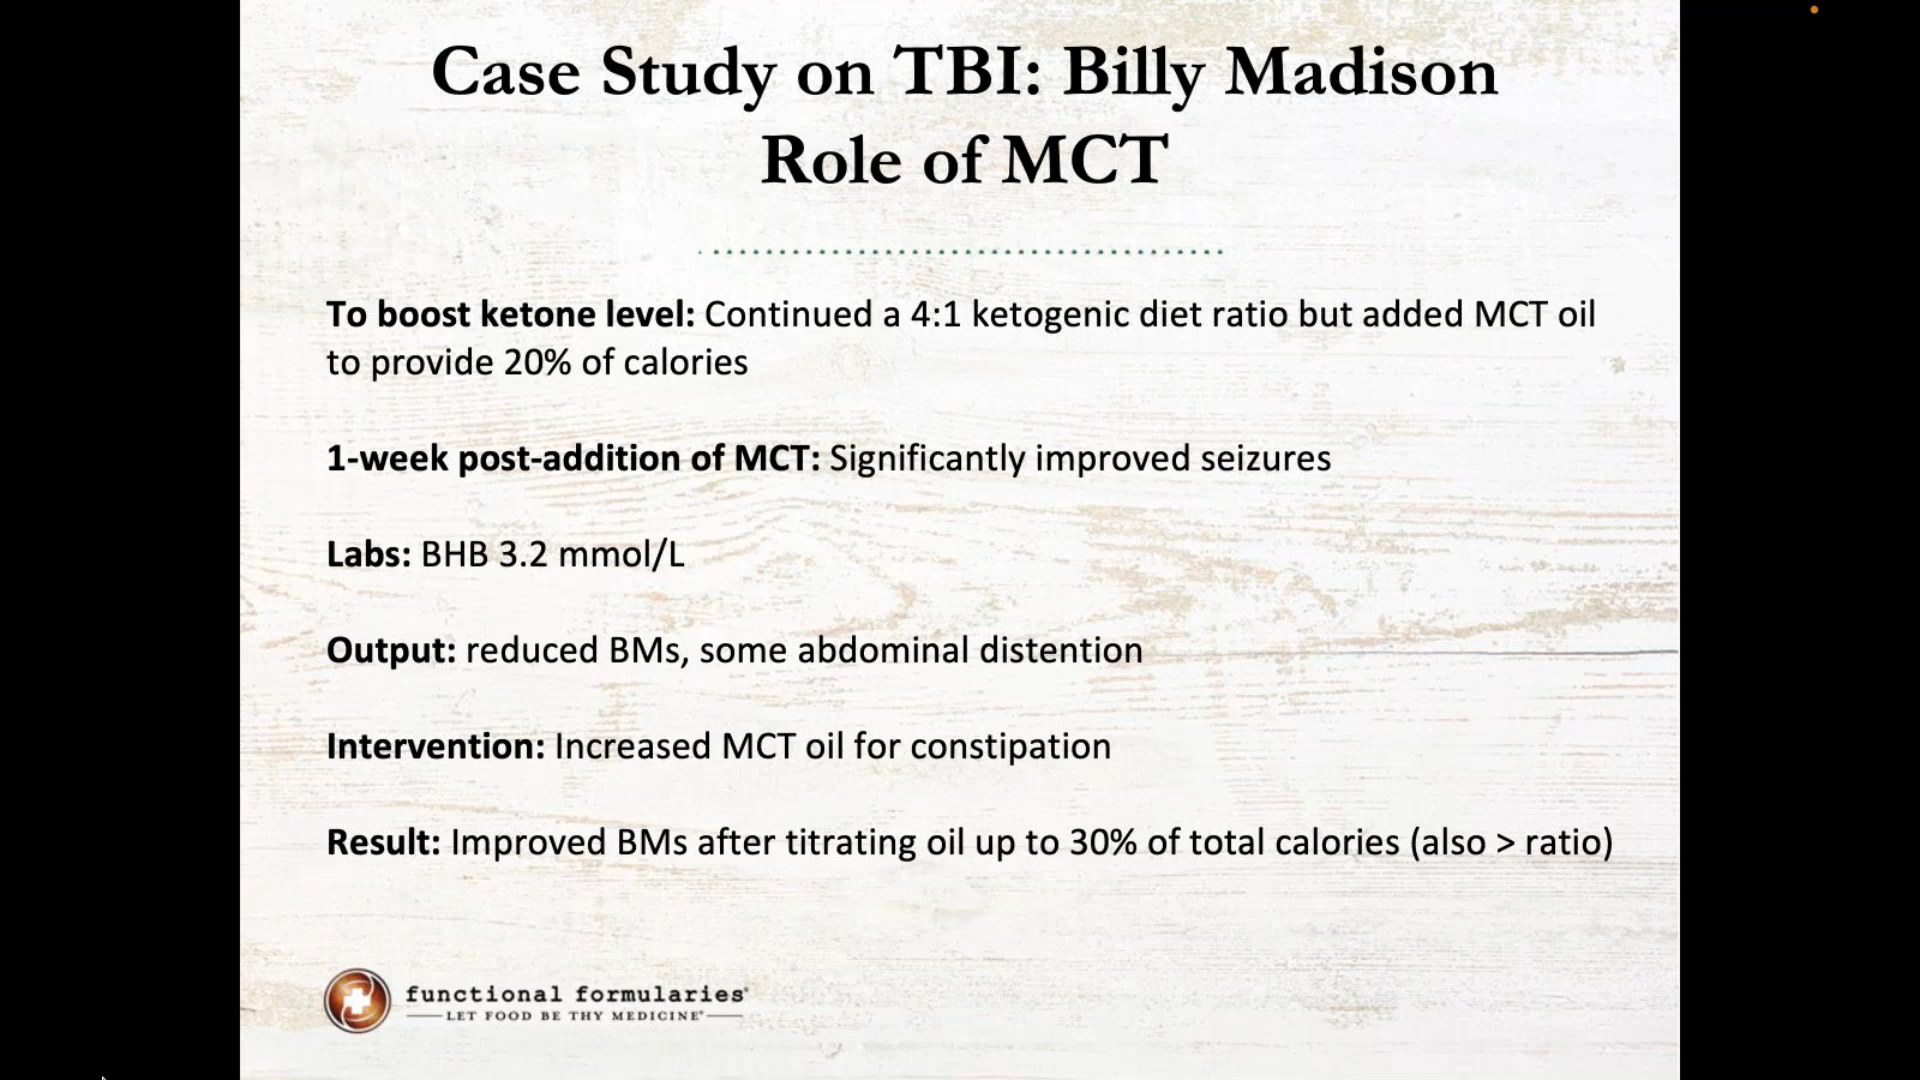 Case Study on TBI: Billy Madison
Role of MCT
To boost ketone level: Continued a 4:1 ketogenic diet ratio but added MCT oil
to provide 20% of calories
1-week post-addition of MCT: Significantly improved seizures
Labs: BHB 3.2 mmol/L
Output: reduced BMs, some abdominal distention
Intervention: Increased MCT oil for constipation
Result: Improved BMs after titrating oil up to 30% of total calories (also > ratio)
functional formularies®
LET FOOD BE THY MEDICINE®